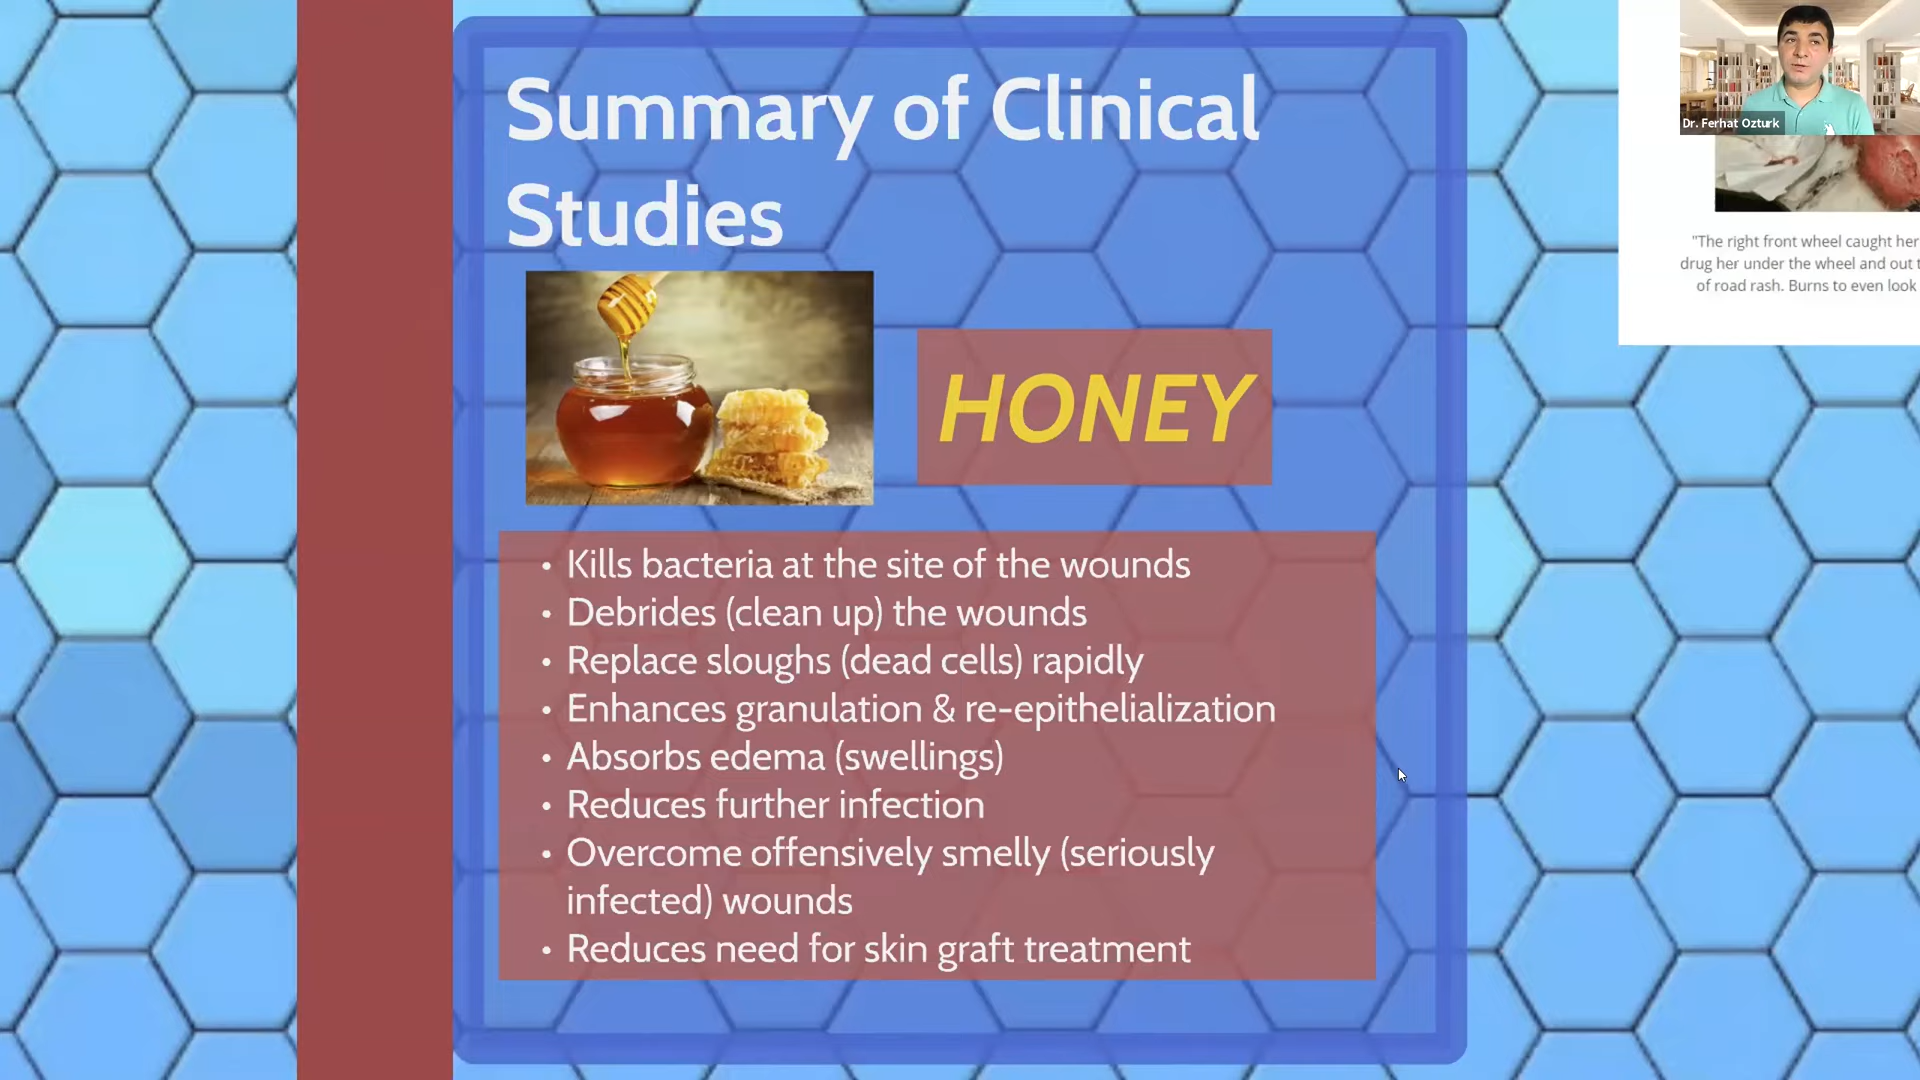 Summary of Clinical
Studies
HONEY
• Kills bacteria at the site of the wounds
• Debrides (clean up) the wounds
• Replace sloughs (dead cells) rapidly
• Enhances granulation & re-epithelialization
• Absorbs edema (swellings)
• Reduces further infection
• Overcome offensively smelly (seriously
infected) wounds
• Reduces need for skin graft treatment
Dr. Ferhat Ozturk
"The right front wheel caught her
drug her under the wheel and out t
of road rash. Burns to even look